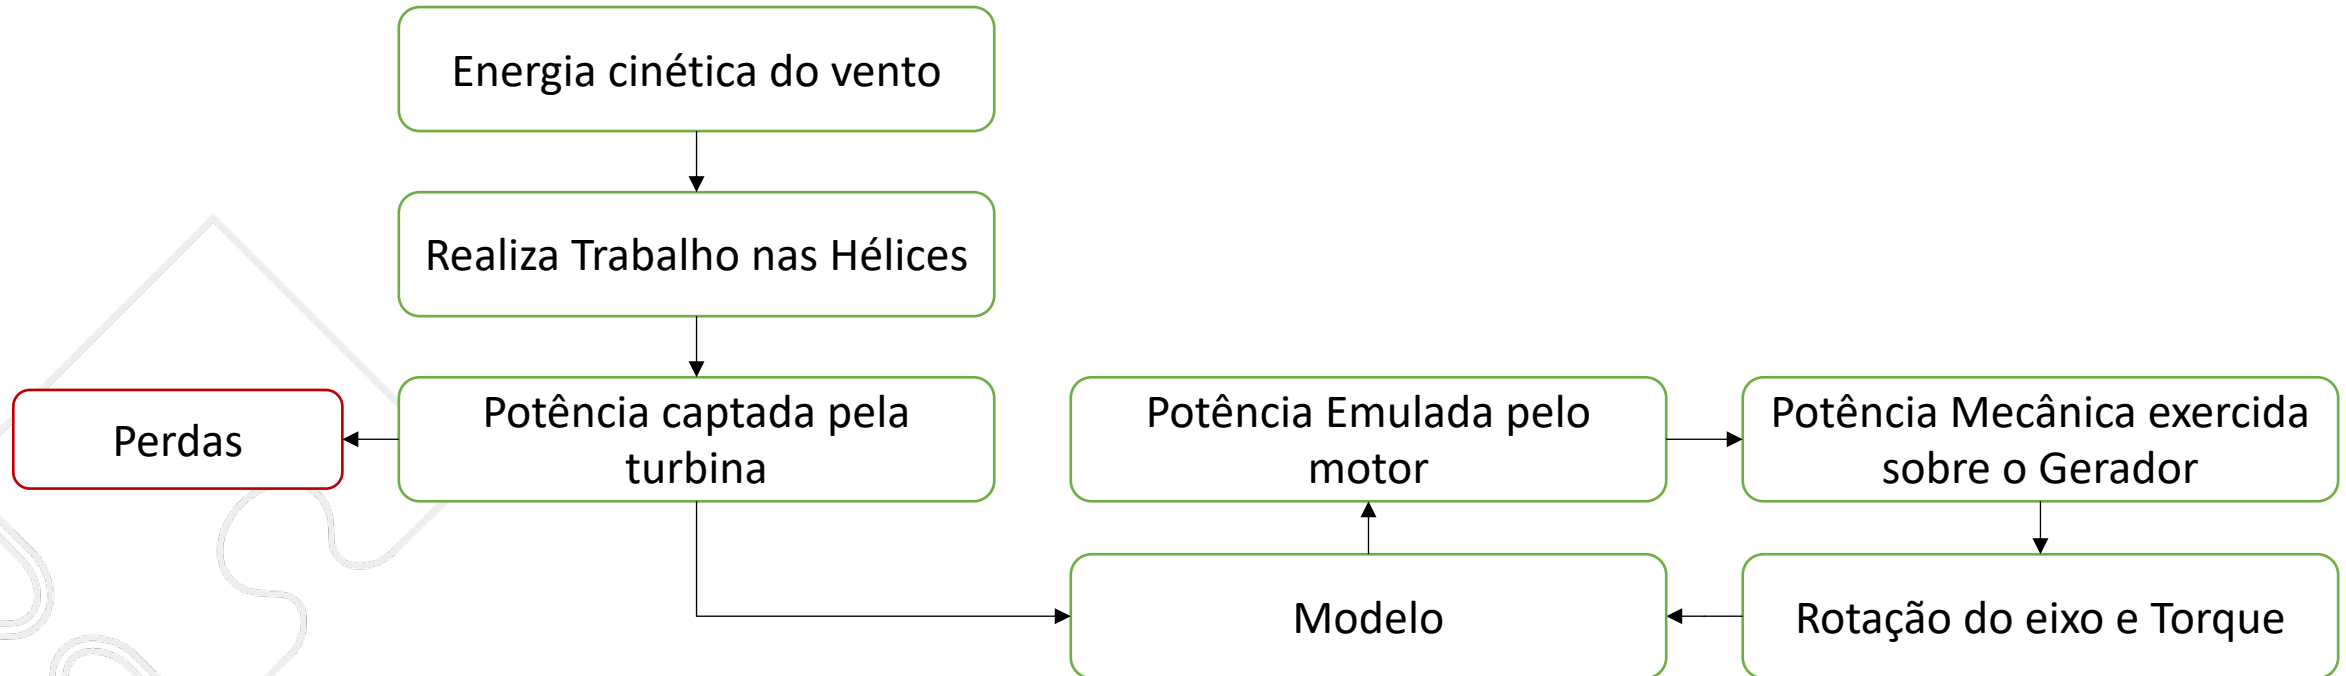 Energia cinética do vento
Realiza Trabalho nas Hélices
Perdas
Potência captada pela
turbina
Potência Emulada pelo
motor
Potência Mecânica exercida
sobre o Gerador
Modelo
Rotação do eixo e Torque